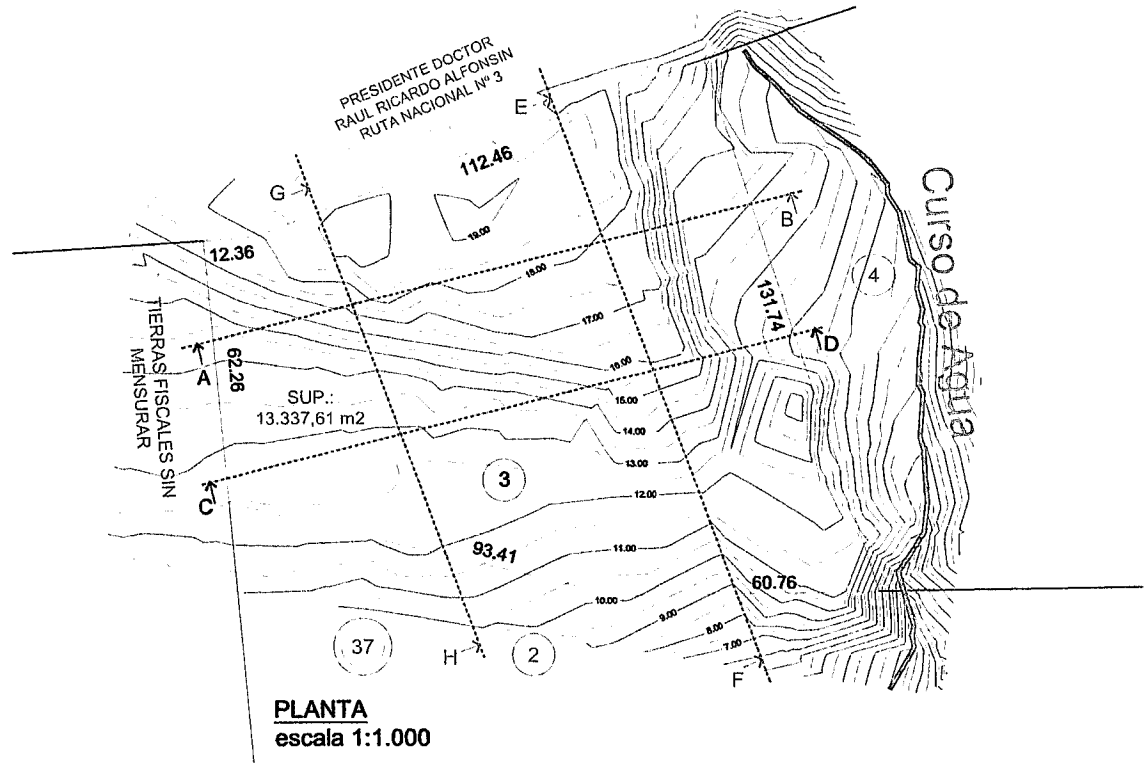 PRESIDENTE DOCTOR
RAUL RICARDO ALFONSIN
RUTA NACIONAL Nº 3
E
112.46
G
19.00
B
12.36
18.00
4
Curso de Agua
131.74
17.00
TIERRAS FISCALES SIN
MENSURAR
D
A
62.26
16.00
SUP.:
13.337,61 m2
15.00
14.00
13.00
3
C
12.00
93.41
11.00
60.76
10.00
9.00
8.00
7.00
37
H
2
F
PLANTA
escala 1:1.000